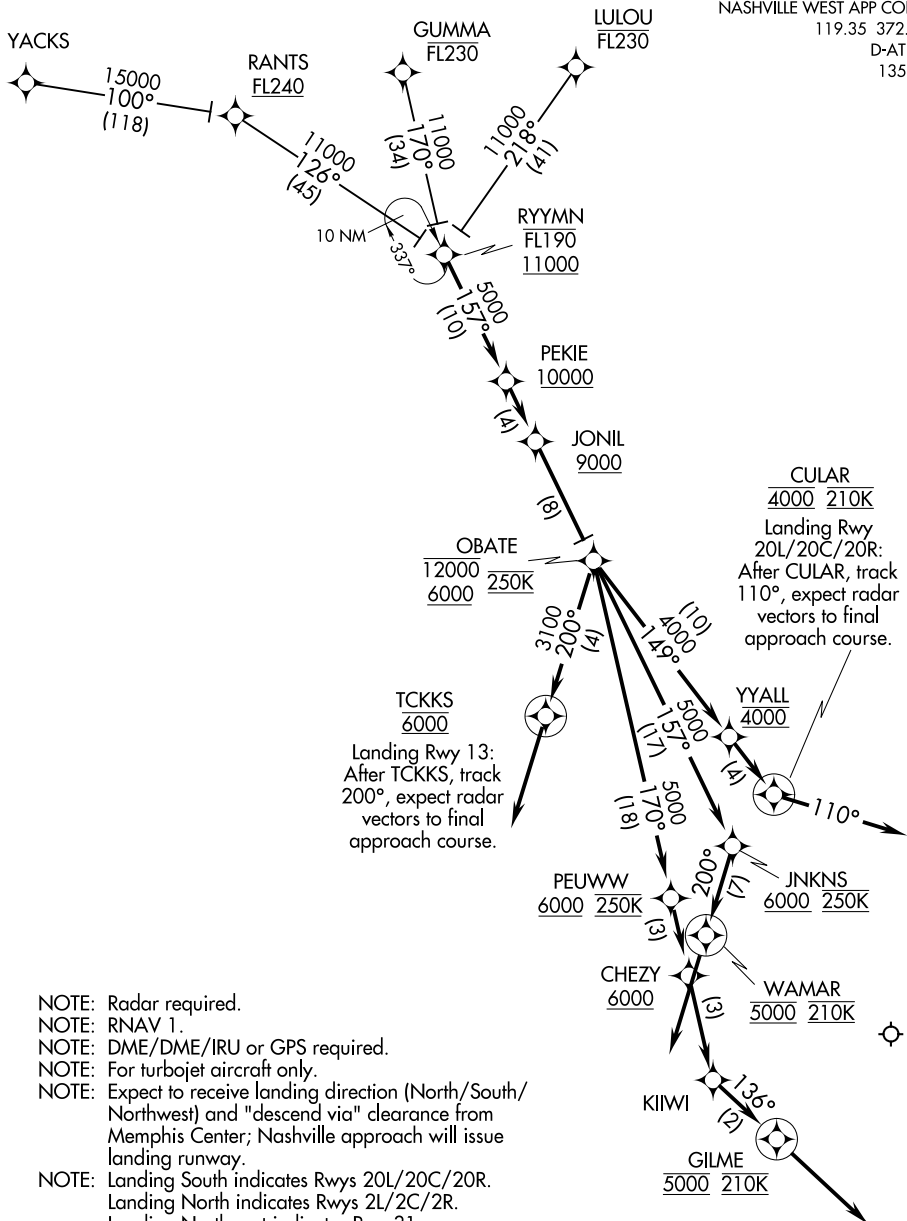 NASHVILLE WEST APP CO
119.35 372.
D-AT
135
YACKS
RANTS
FL240
GUMMA
FL230
LULOU
FL230
15000
100°
(118)
11000
126°
(45)
11000
170°
(34)
11000
218°
(41)
10 NM
337°
RYYMN
FL190
11000
5000
157°
(10)
PEKIE
10000
(4)
JONIL
9000
(8)
OBATE
12000
6000 250K
CULAR
4000 210K
Landing Rwy
20L/20C/20R:
After CULAR, track
110°, expect radar
vectors to final
approach course.
3100
200°
(4)
(10)
4000
149°
5000
157°
(17)
5000
170°
(18)
YYALL
4000
(4)
110°
TCKKS
6000
Landing Rwy 13:
After TCKKS, track
200°, expect radar
vectors to final
approach course.
JNKNS
6000 250K
200°
(7)
PEUWW
6000 250K
(3)
CHEZY
6000
(3)
WAMAR
5000 210K
KIIWI
136°
(2)
GILME
5000 210K
NOTE: Radar required.
NOTE: RNAV 1.
NOTE: DME/DME/IRU or GPS required.
NOTE: For turbojet aircraft only.
NOTE: Expect to receive landing direction (North/South/
Northwest) and "descend via" clearance from
Memphis Center; Nashville approach will issue
landing runway.
NOTE: Landing South indicates Rwys 20L/20C/20R.
Landing North indicates Rwys 2L/2C/2R.